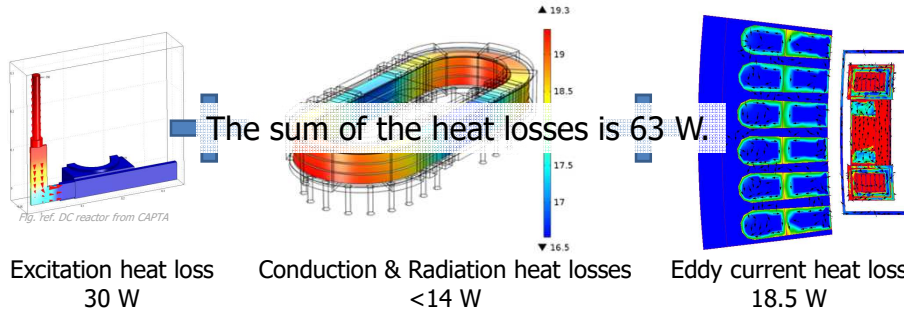 19.3
19
18.5
The sum of the heat losses is 63 W.
17.5
17
16.5
Fig. ref. DC reactor from CAPTA
Excitation heat loss
30 W
Conduction & Radiation heat losses
<14 W
Eddy current heat loss
18.5 W